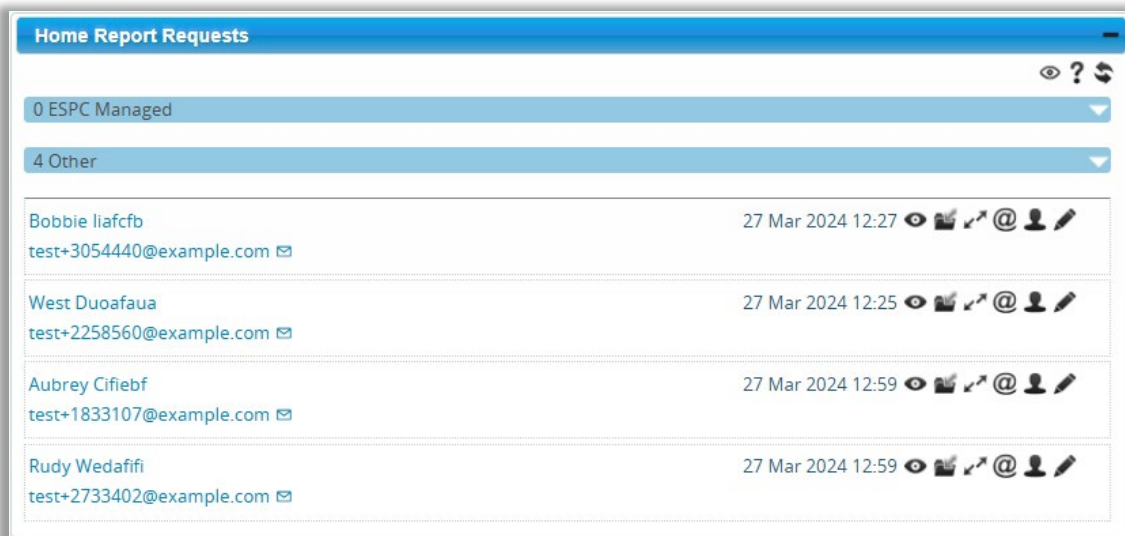 Home Report Requests
0 ESPC Managed
4 Other
Bobbie Iiafcfb 27 Mar 2024 12:27
test+3054440@example.com
West Duoafaua 27 Mar 2024 12:25
test+2258560@example.com
Aubrey Cifiebf 27 Mar 2024 12:59
test+1833107@example.com
Rudy Wedafifi 27 Mar 2024 12:59
test+2733402@example.com